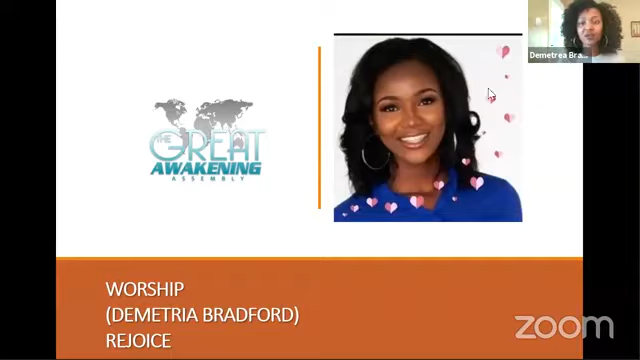 THE
GREAT
AWAKENING
ASSEMBLY
Demetrea Bra...
WORSHIP
(DEMETRIA BRADFORD)
REJOICE
zoom